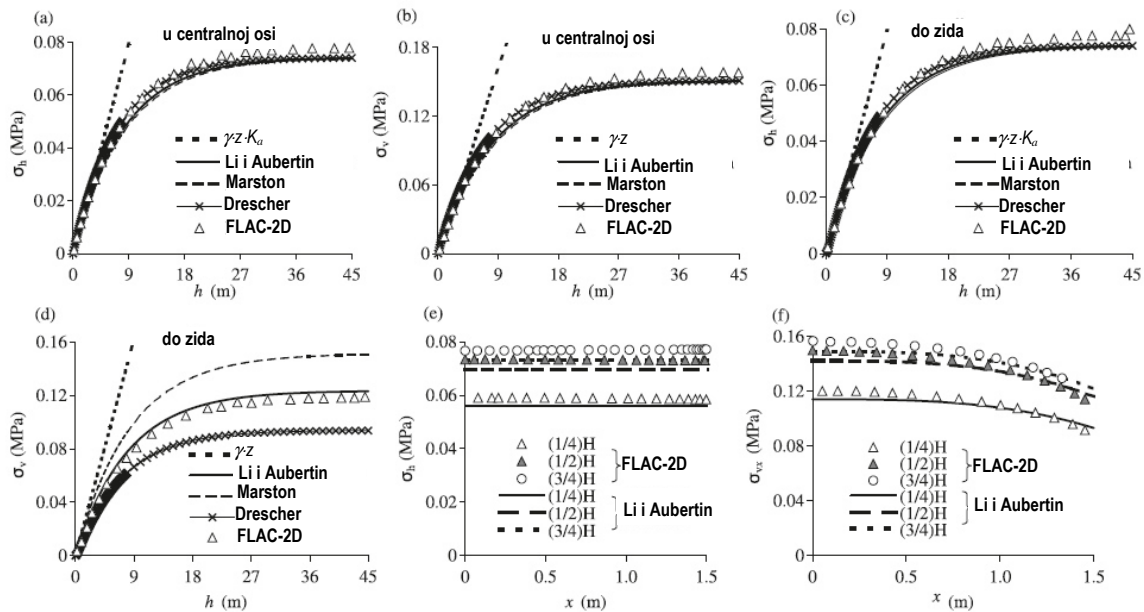 (a)
u centralnoj osi
0.08
0.06
0.04
0.02
0
σh (MPa)
γ·z·Ka
Li i Aubertin
Marston
Drescher
FLAC-2D
0 9 18 27 36 45
h (m)
(b)
u centralnoj osi
0.18
0.12
0.06
0
σv (MPa)
γ·z
Li i Aubertin
Marston
Drescher
FLAC-2D
0 9 18 27 36 45
h (m)
(c)
do zida
0.08
0.06
0.04
0.02
0
σh (MPa)
γ·z·Ka
Li i Aubertin
Marston
Drescher
FLAC-2D
0 9 18 27 36 45
h (m)
(d)
do zida
0.16
0.12
0.08
0.04
0
σv (MPa)
γ·z
Li i Aubertin
Marston
Drescher
FLAC-2D
0 9 18 27 36 45
h (m)
(e)
0.08
0.06
0.04
0.02
0
σh (MPa)
(1/4)H
(1/2)H
(3/4)H
FLAC-2D
(1/4)H
(1/2)H
(3/4)H
Li i Aubertin
0 0.5 1.0 1.5
x (m)
(f)
0.16
0.12
0.08
0.04
0
σvx (MPa)
(1/4)H
(1/2)H
(3/4)H
FLAC-2D
(1/4)H
(1/2)H
(3/4)H
Li i Aubertin
0 0.5 1.0 1.5
x (m)